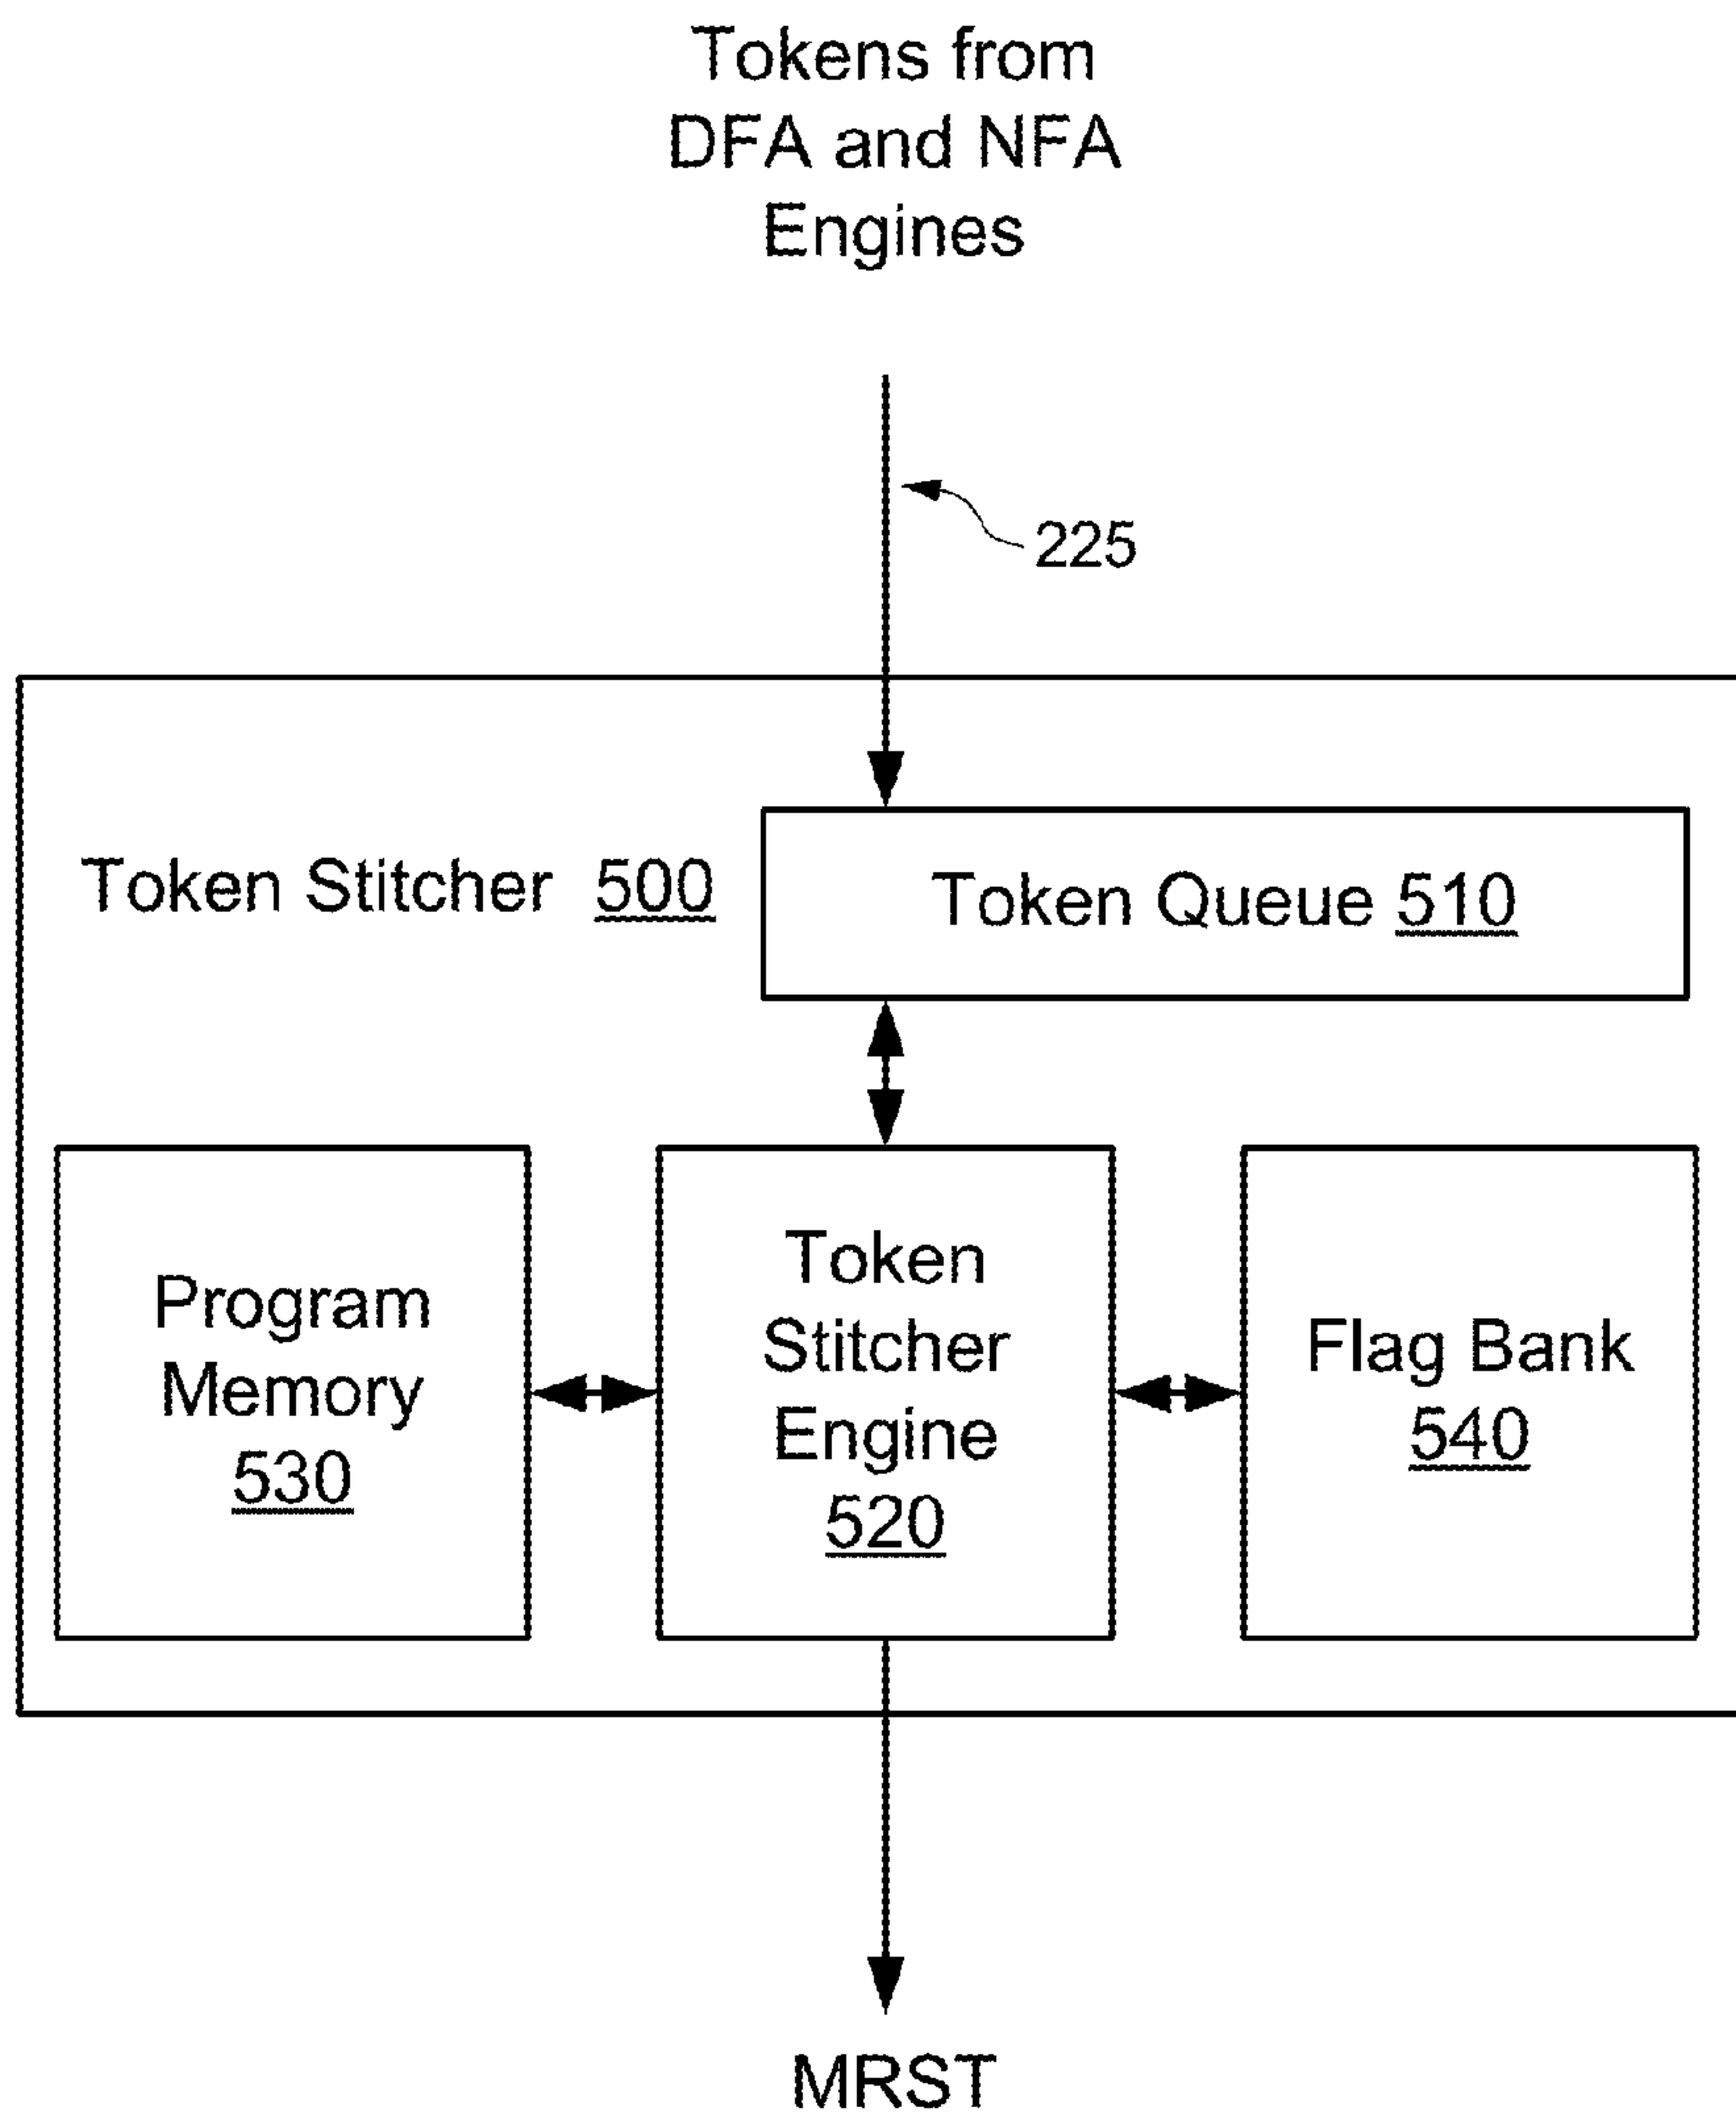 Tokens from
DFA and NFA
Engines
225
Token Stitcher 500
Token Queue 510
Program
Memory
530
Token
Stitcher
Engine
520
Flag Bank
540
MRST